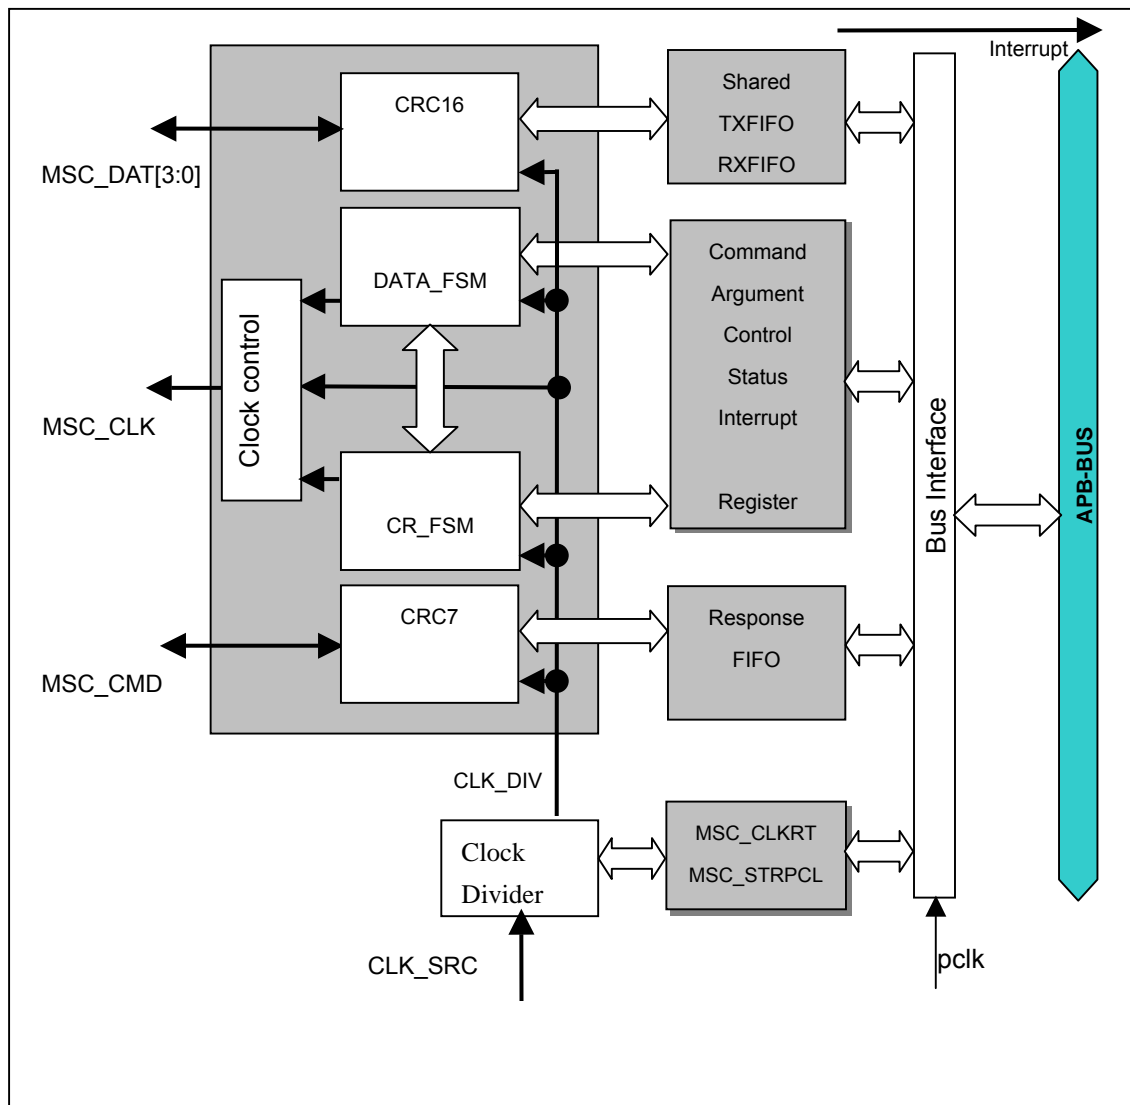 Interrupt
CRC16
Shared
TXFIFO
RXFIFO
MSC_DAT[3:0]
DATA_FSM
Command
Argument
Control
Status
Interrupt
Register
Clock control
MSC_CLK
CR_FSM
Bus Interface
APB-BUS
CRC7
Response
FIFO
MSC_CMD
CLK_DIV
Clock
Divider
MSC_CLKRT
MSC_STRPCL
CLK_SRC
pclk